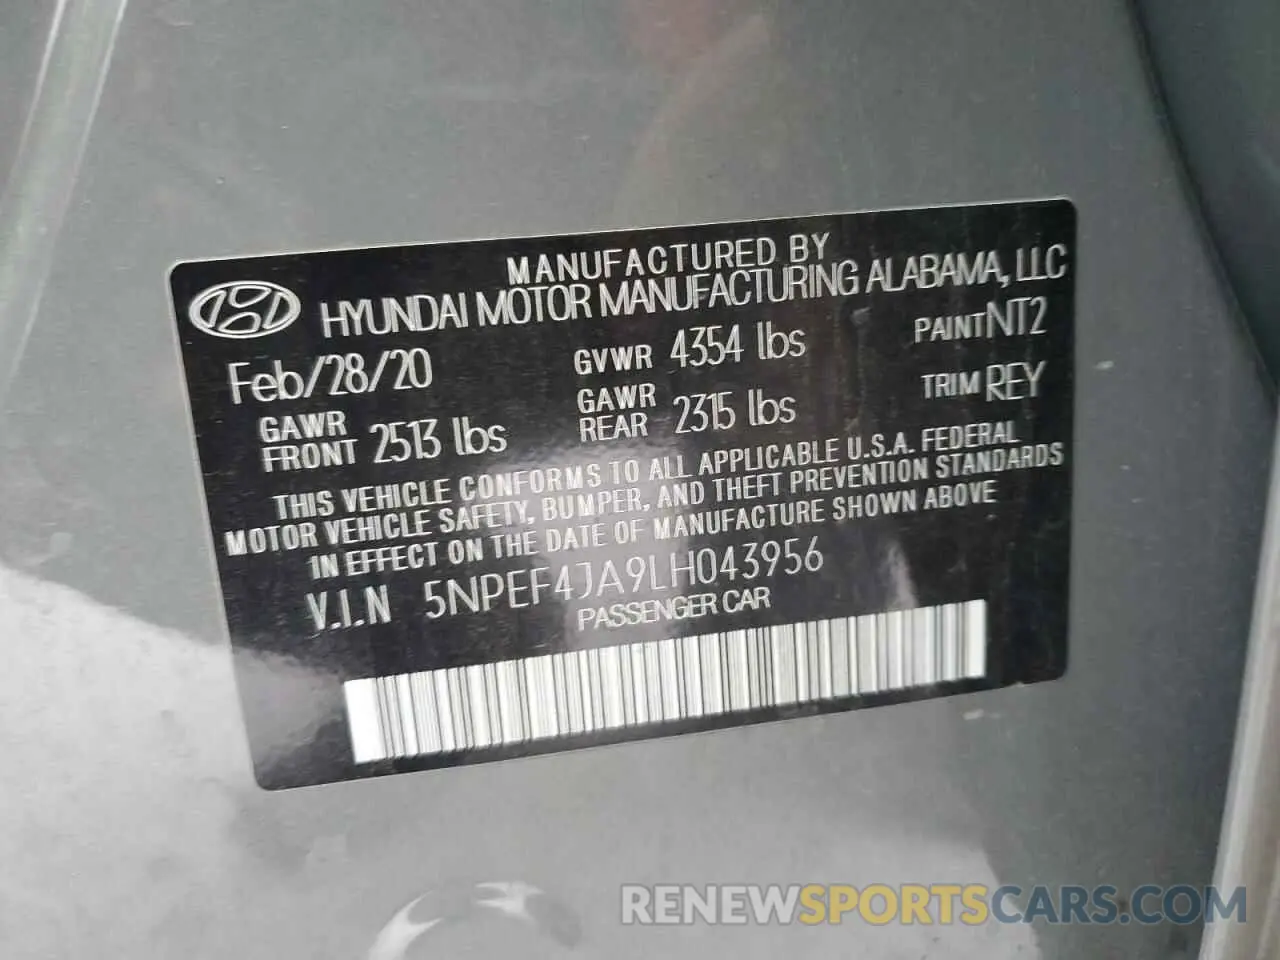 MANUFACTURED BY
HYUNDAI MOTOR MANUFACTURING ALABAMA, LLC
Feb/28/20 GVWR 4354 lbs PAINT NT2
GAWR FRONT 2513 lbs GAWR REAR 2315 lbs TRIM REY
THIS VEHICLE CONFORMS TO ALL APPLICABLE U.S.A. FEDERAL
MOTOR VEHICLE SAFETY, BUMPER, AND THEFT PREVENTION STANDARDS
IN EFFECT ON THE DATE OF MANUFACTURE SHOWN ABOVE
V.I.N 5NPEF4JA9LH043956
PASSENGER CAR
RENEWSPORTSCARS.COM